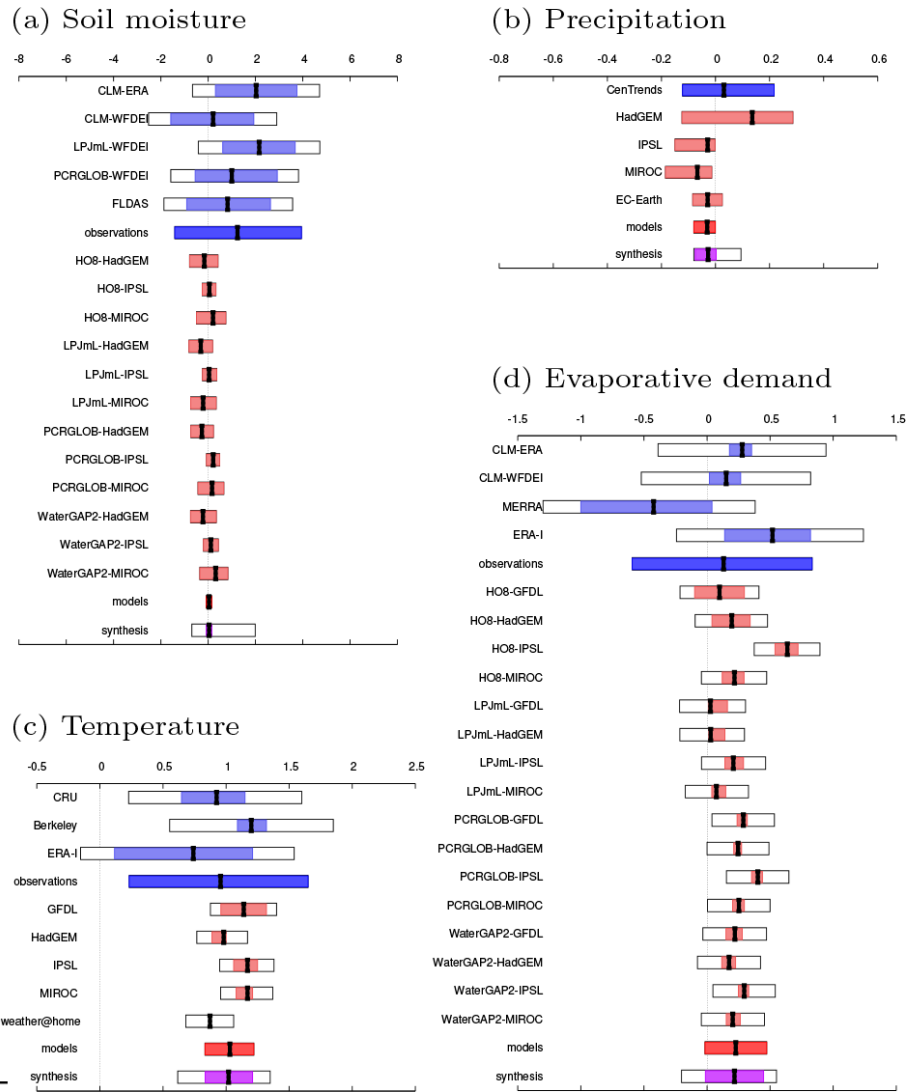 (a) Soil moisture
-8 -6 -4 -2 0 2 4 6 8
CLM-ERA
CLM-WFDEI
LPJmL-WFDEI
PCRGLOB-WFDEI
FLDAS
observations
HO8-HadGEM
HO8-IPSL
HO8-MIROC
LPJmL-HadGEM
LPJmL-IPSL
LPJmL-MIROC
PCRGLOB-HadGEM
PCRGLOB-IPSL
PCRGLOB-MIROC
WaterGAP2-HadGEM
WaterGAP2-IPSL
WaterGAP2-MIROC
models
synthesis
(b) Precipitation
-0.8 -0.6 -0.4 -0.2 0 0.2 0.4 0.6
CenTrends
HadGEM
IPSL
MIROC
EC-Earth
models
synthesis
(c) Temperature
-0.5 0 0.5 1 1.5 2 2.5
CRU
Berkeley
ERA-I
observations
GFDL
HadGEM
IPSL
MIROC
weather@home
models
synthesis
(d) Evaporative demand
-1.5 -1 -0.5 0 0.5 1 1.5
CLM-ERA
CLM-WFDEI
MERRA
ERA-I
observations
HO8-GFDL
HO8-HadGEM
HO8-IPSL
HO8-MIROC
LPJmL-GFDL
LPJmL-HadGEM
LPJmL-IPSL
LPJmL-MIROC
PCRGLOB-GFDL
PCRGLOB-HadGEM
PCRGLOB-IPSL
PCRGLOB-MIROC
WaterGAP2-GFDL
WaterGAP2-HadGEM
WaterGAP2-IPSL
WaterGAP2-MIROC
models
synthesis